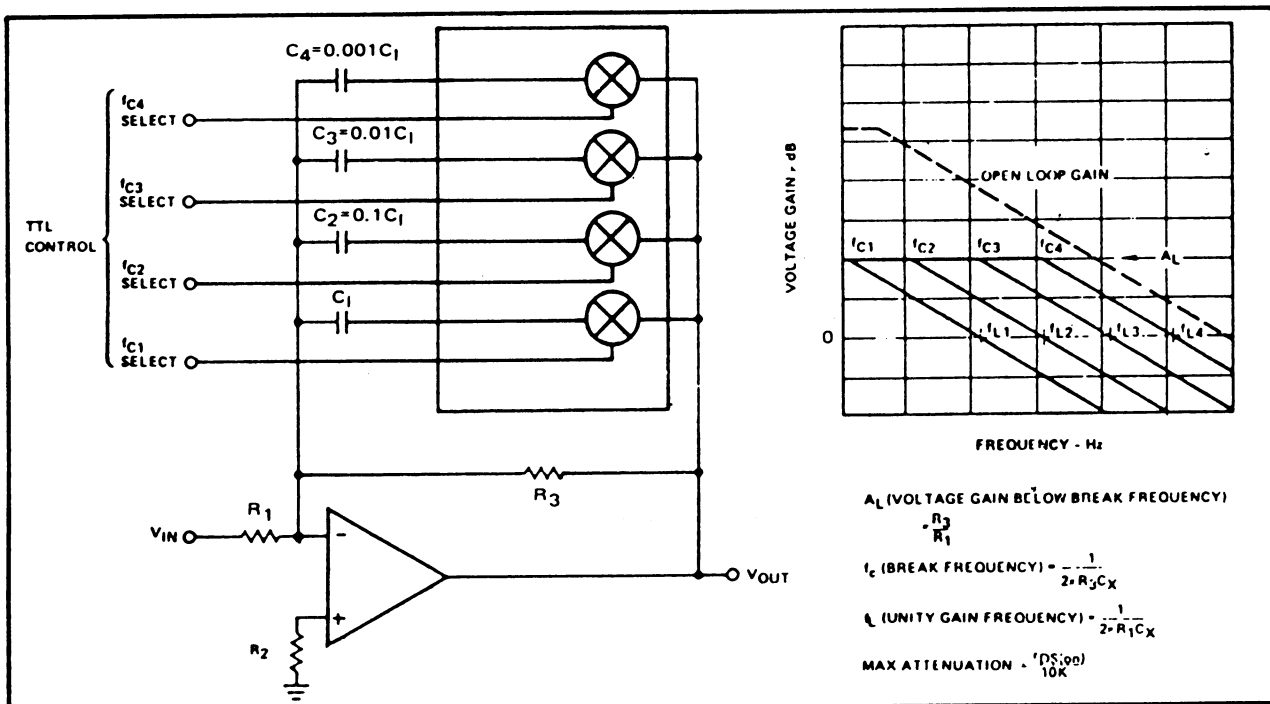 C4=0.001C1
fC4
SELECT
C3=0.01C1
fC3
SELECT
TTL
CONTROL
C2=0.1C1
fC2
SELECT
C1
fC1
SELECT
R3
R1
VIN
-
+
VOUT
R2
VOLTAGE GAIN, dB
OPEN LOOP GAIN
fC1 fC2 fC3 fC4
AL
0
fL1 fL2 fL3 fL4
FREQUENCY - Hz
AL (VOLTAGE GAIN BELOW BREAK FREQUENCY)
= R3
R1
fc (BREAK FREQUENCY) = 1
2πR3CX
fL (UNITY GAIN FREQUENCY) = 1
2πR1CX
MAX ATTENUATION = rDS(on)
10K